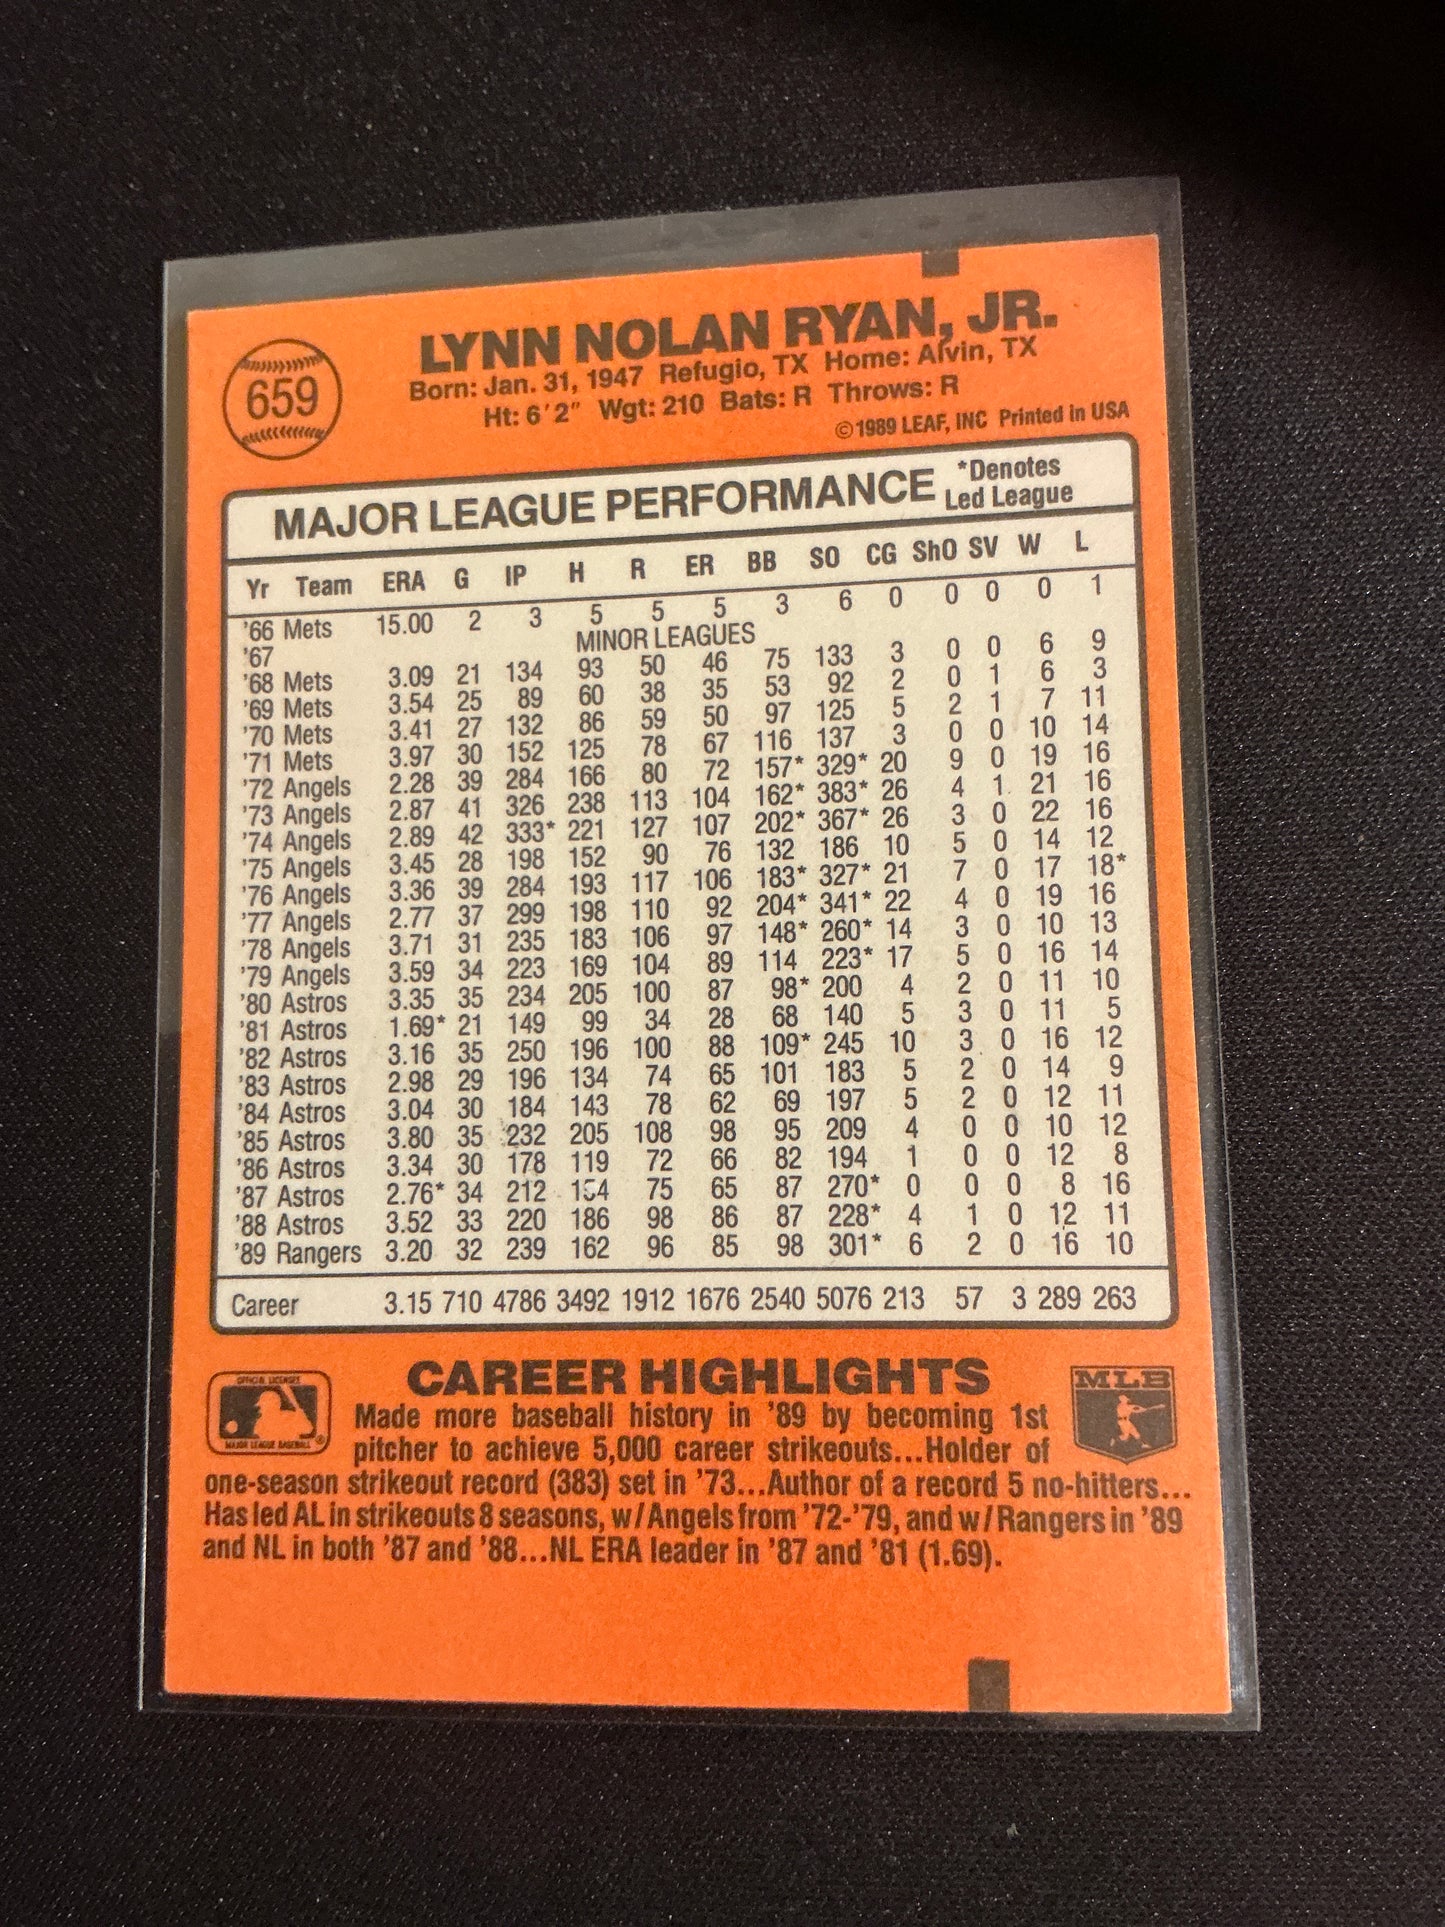 659
LYNN NOLAN RYAN, JR.
Born: Jan. 31, 1947 Refugio, TX Home: Alvin, TX
Ht: 6'2" Wgt: 210 Bats: R Throws: R
©1989 LEAF, INC Printed in USA
MAJOR LEAGUE PERFORMANCE *Denotes
Led League
Yr Team ERA G IP H R ER BB SO CG ShO SV W L
'66 Mets 15.00 2 3 5 5 5 3 6 0 0 0 0 1
'67 MINOR LEAGUES
'68 Mets 3.09 21 134 93 50 46 75 133 3 0 0 6 9
'69 Mets 3.54 25 89 60 38 35 53 92 2 0 1 6 3
'70 Mets 3.41 27 132 86 59 50 97 125 5 2 1 7 11
'71 Mets 3.97 30 152 125 78 67 116 137 3 0 0 10 14
'72 Angels 2.28 39 284 166 80 72 157* 329* 20 9 0 19 16
'73 Angels 2.87 41 326 238 113 104 162* 383* 26 4 1 21 16
'74 Angels 2.89 42 333* 221 127 107 202* 367* 26 3 0 22 16
'75 Angels 3.45 28 198 152 90 76 132 186 10 5 0 14 12
'76 Angels 3.36 39 284 193 117 106 183* 327* 21 7 0 17 18*
'77 Angels 2.77 37 299 198 110 92 204* 341* 22 4 0 19 16
'78 Angels 3.71 31 235 183 106 97 148* 260* 14 3 0 10 13
'79 Angels 3.59 34 223 169 104 89 114 223* 17 5 0 16 14
'80 Astros 3.35 35 234 205 100 87 98* 200 4 2 0 11 10
'81 Astros 1.69* 21 149 99 34 28 68 140 5 3 0 11 5
'82 Astros 3.16 35 250 196 100 88 109* 245 10 3 0 16 12
'83 Astros 2.98 29 196 134 74 65 101 183 5 2 0 14 9
'84 Astros 3.04 30 184 143 78 62 69 197 5 2 0 12 11
'85 Astros 3.80 35 232 205 108 98 95 209 4 0 0 10 12
'86 Astros 3.34 30 178 119 72 66 82 194 1 0 0 12 8
'87 Astros 2.76* 34 212 154 75 65 87 270* 0 0 0 8 16
'88 Astros 3.52 33 220 186 98 86 87 228* 4 1 0 12 11
'89 Rangers 3.20 32 239 162 96 85 98 301* 6 2 0 16 10
Career 3.15 710 4786 3492 1912 1676 2540 5076 213 57 3 289 263
CAREER HIGHLIGHTS
OFFICIAL LICENSEE
MAJOR LEAGUE BASEBALL ®
MLB
Made more baseball history in '89 by becoming 1st
pitcher to achieve 5,000 career strikeouts...Holder of
one-season strikeout record (383) set in '73...Author of a record 5 no-hitters...
Has led AL in strikeouts 8 seasons, w/Angels from '72-'79, and w/Rangers in '89
and NL in both '87 and '88...NL ERA leader in '87 and '81 (1.69).